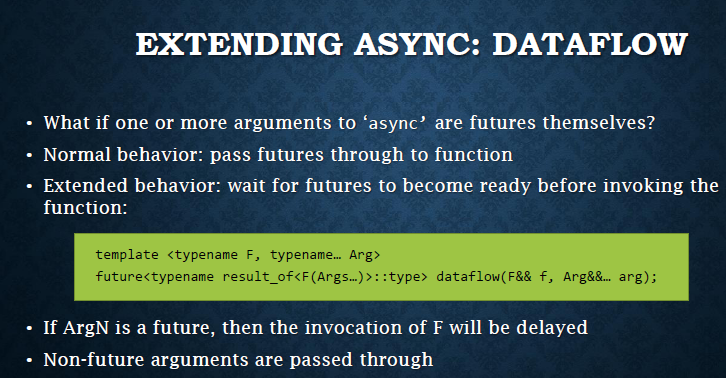 EXTENDING ASYNC: DATAFLOW
• What if one or more arguments to ‘async’ are futures themselves?
• Normal behavior: pass futures through to function
• Extended behavior: wait for futures to become ready before invoking the
function:
template <typename F, typename… Arg>
future<typename result_of<F(Args…)>::type> dataflow(F&& f, Arg&&… arg);
• If ArgN is a future, then the invocation of F will be delayed
• Non-future arguments are passed through